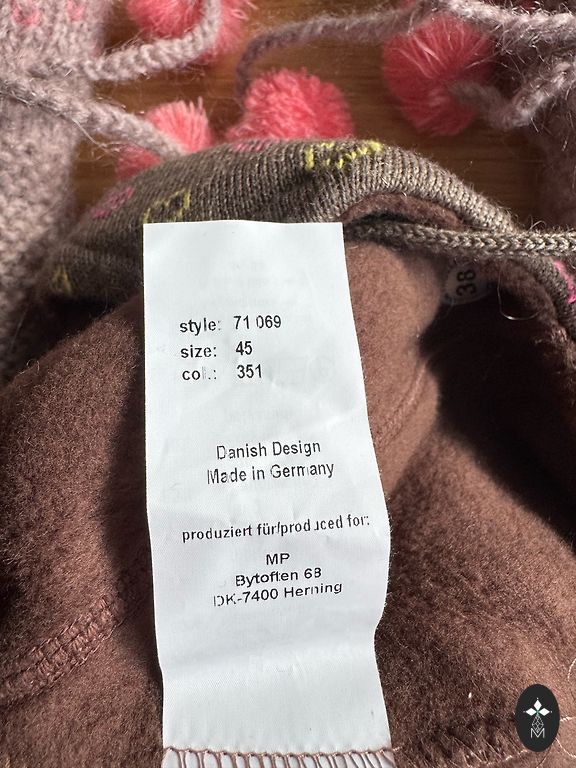 style: 71 069
size: 45
col.: 351
Danish Design
Made in Germany
produziert für/produced for:
MP
Bytoften 68
DK-7400 Herning
38
M